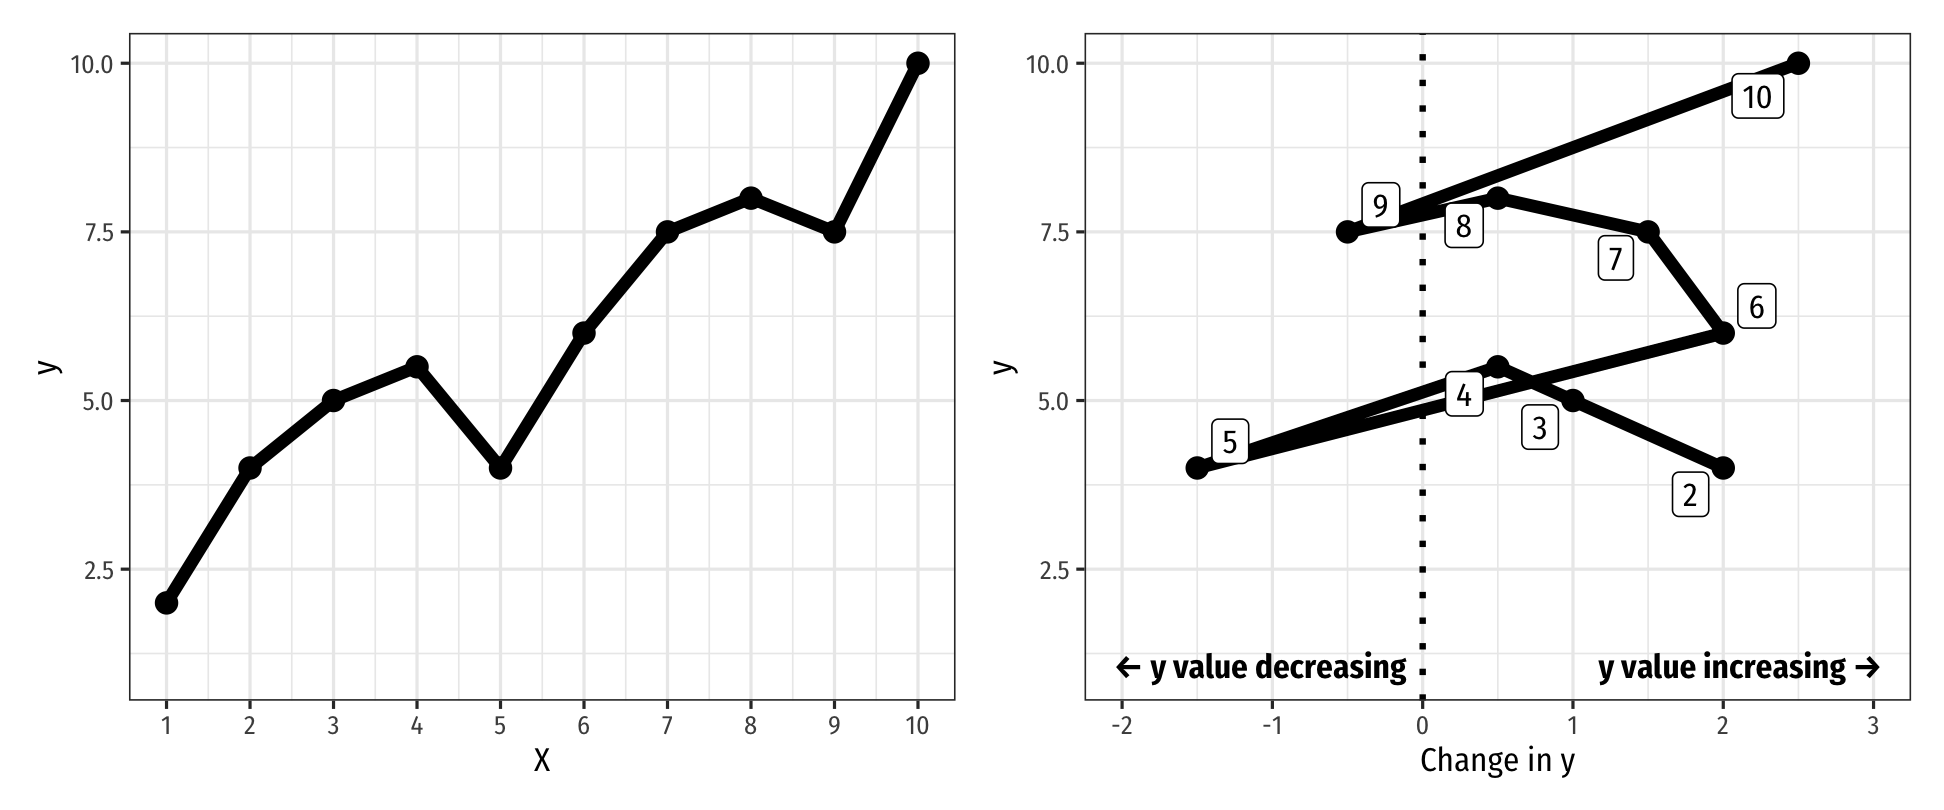 10.0
7.5
5.0
2.5
y
1 2 3 4 5 6 7 8 9 10
X
10.0
7.5
5.0
2.5
y
10
9
8
7
6
4
5
3
2
← y value decreasing
y value increasing →
-2 -1 0 1 2 3
Change in y